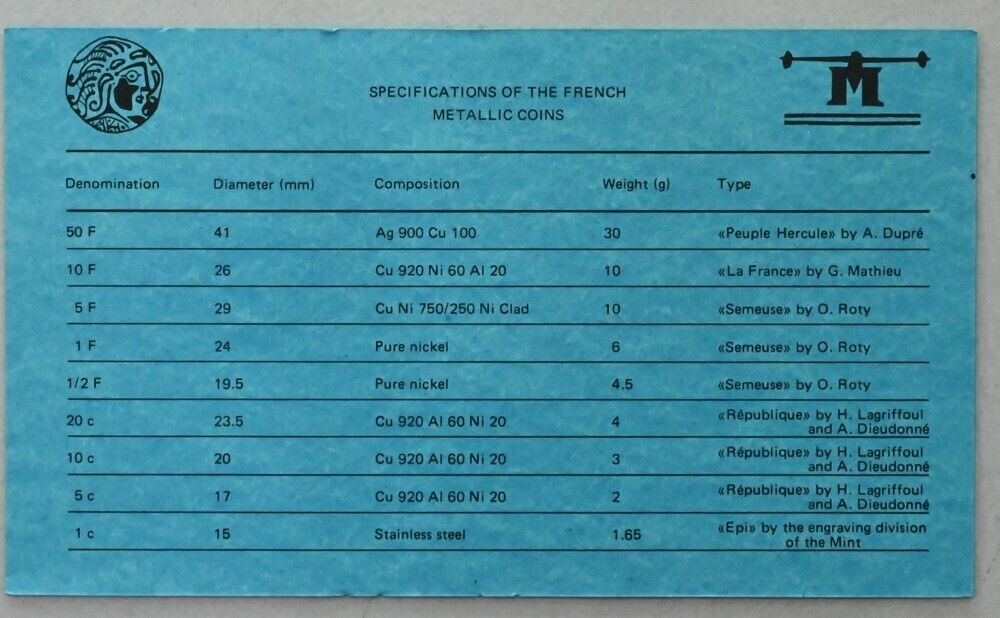 M
SPECIFICATIONS OF THE FRENCH
METALLIC COINS
Denomination Diameter (mm) Composition Weight (g) Type
50 F 41 Ag 900 Cu 100 30 «Peuple Hercule» by A. Dupré
10 F 26 Cu 920 Ni 60 Al 20 10 «La France» by G. Mathieu
5 F 29 Cu Ni 750/250 Ni Clad 10 «Semeuse» by O. Roty
1 F 24 Pure nickel 6 «Semeuse» by O. Roty
1/2 F 19.5 Pure nickel 4.5 «Semeuse» by O. Roty
20 c 23.5 Cu 920 Al 60 Ni 20 4 «République» by H. Lagriffoul
and A. Dieudonné
10 c 20 Cu 920 Al 60 Ni 20 3 «République» by H. Lagriffoul
and A. Dieudonné
5 c 17 Cu 920 Al 60 Ni 20 2 «République» by H. Lagriffoul
and A. Dieudonné
1 c 15 Stainless steel 1.65 «Epi» by the engraving division
of the Mint